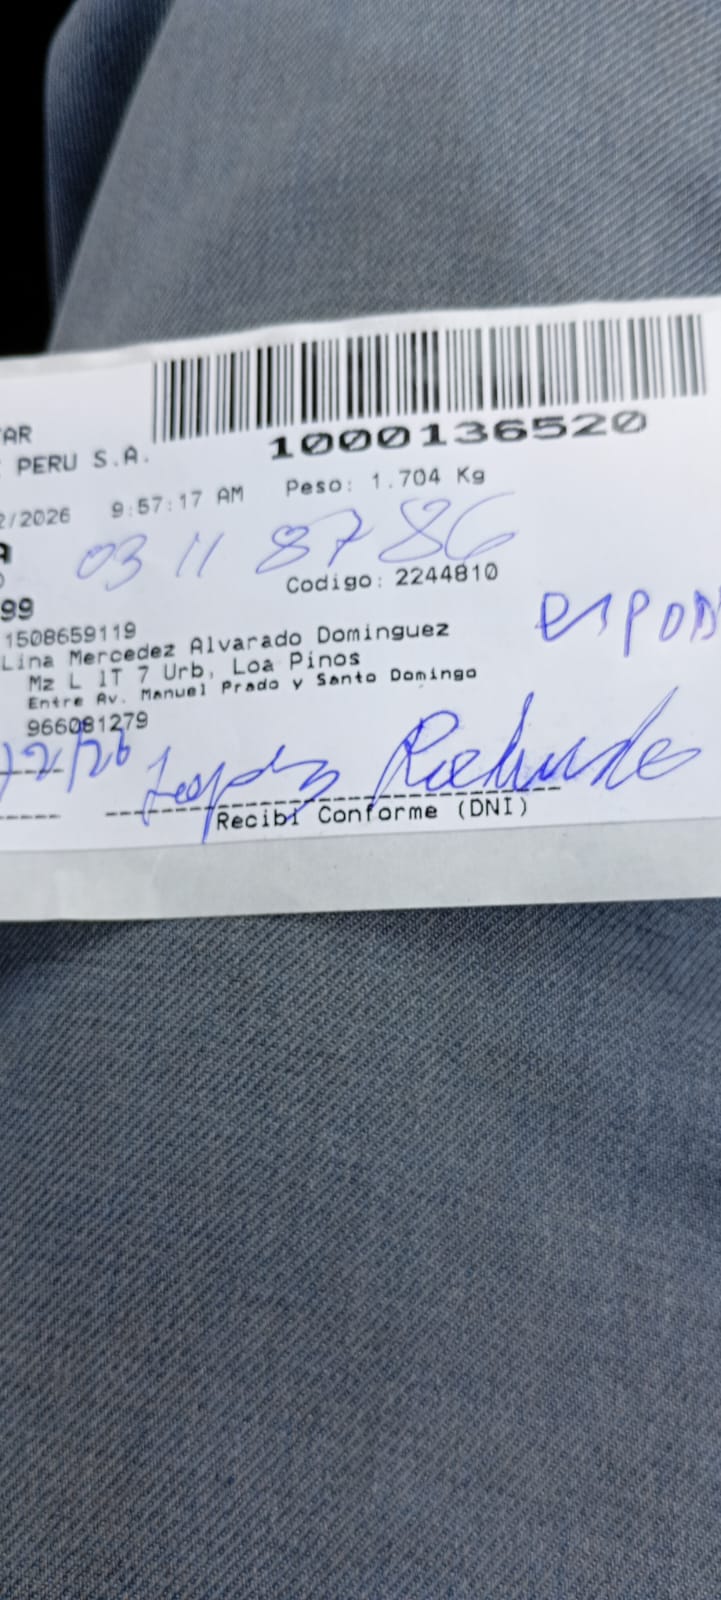 1000136520
PERU S.A.
2/2026 9:57:17 AM Peso: 1.704 Kg
03 11 87 86
Codigo: 2244810
99
1508659119
Lina Mercedez Alvarado Dominguez
Mz L 1T 7 Urb, Loa Pinos
Entre Av. Manuel Prado y Santo Domingo
966081279
Recibi Conforme (DNI)